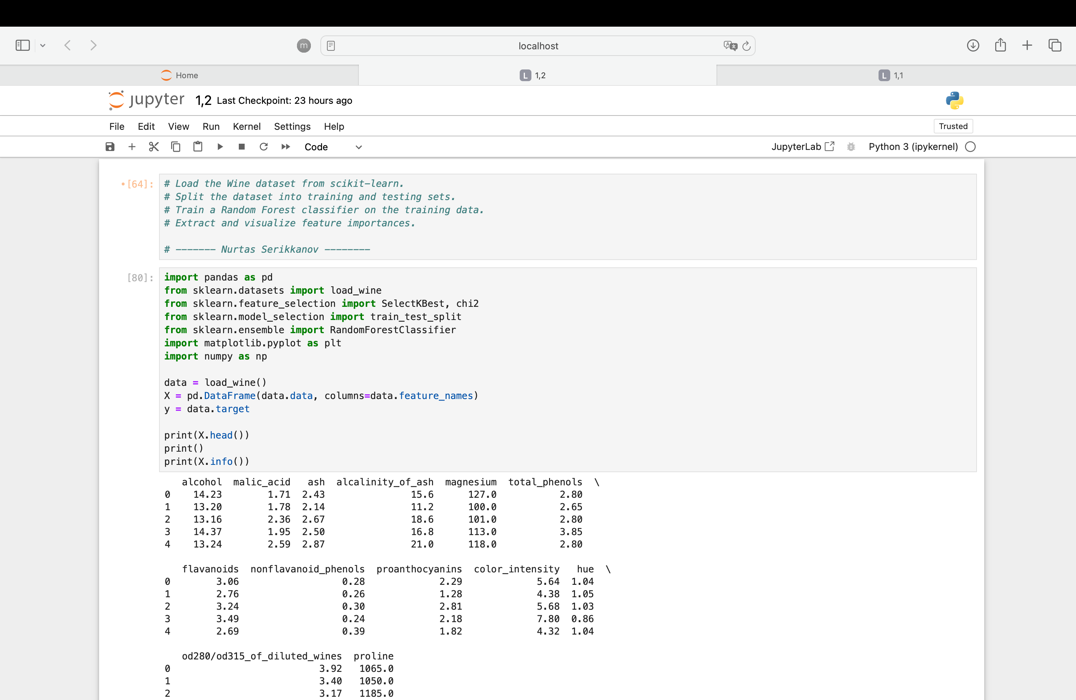 m
localhost
Home
L 1,2
L 1,1
jupyter 1,2 Last Checkpoint: 23 hours ago
File Edit View Run Kernel Settings Help
Trusted
Code
JupyterLab
Python 3 (ipykernel)
•[64]: # Load the Wine dataset from scikit-learn.
# Split the dataset into training and testing sets.
# Train a Random Forest classifier on the training data.
# Extract and visualize feature importances.
# ------- Nurtas Serikkanov --------
[80]: import pandas as pd
from sklearn.datasets import load_wine
from sklearn.feature_selection import SelectKBest, chi2
from sklearn.model_selection import train_test_split
from sklearn.ensemble import RandomForestClassifier
import matplotlib.pyplot as plt
import numpy as np
data = load_wine()
X = pd.DataFrame(data.data, columns=data.feature_names)
y = data.target
print(X.head())
print()
print(X.info())
alcohol malic_acid ash alcalinity_of_ash magnesium total_phenols \
0 14.23 1.71 2.43 15.6 127.0 2.80
1 13.20 1.78 2.14 11.2 100.0 2.65
2 13.16 2.36 2.67 18.6 101.0 2.80
3 14.37 1.95 2.50 16.8 113.0 3.85
4 13.24 2.59 2.87 21.0 118.0 2.80
flavanoids nonflavanoid_phenols proanthocyanins color_intensity hue \
0 3.06 0.28 2.29 5.64 1.04
1 2.76 0.26 1.28 4.38 1.05
2 3.24 0.30 2.81 5.68 1.03
3 3.49 0.24 2.18 7.80 0.86
4 2.69 0.39 1.82 4.32 1.04
od280/od315_of_diluted_wines proline
0 3.92 1065.0
1 3.40 1050.0
2 3.17 1185.0